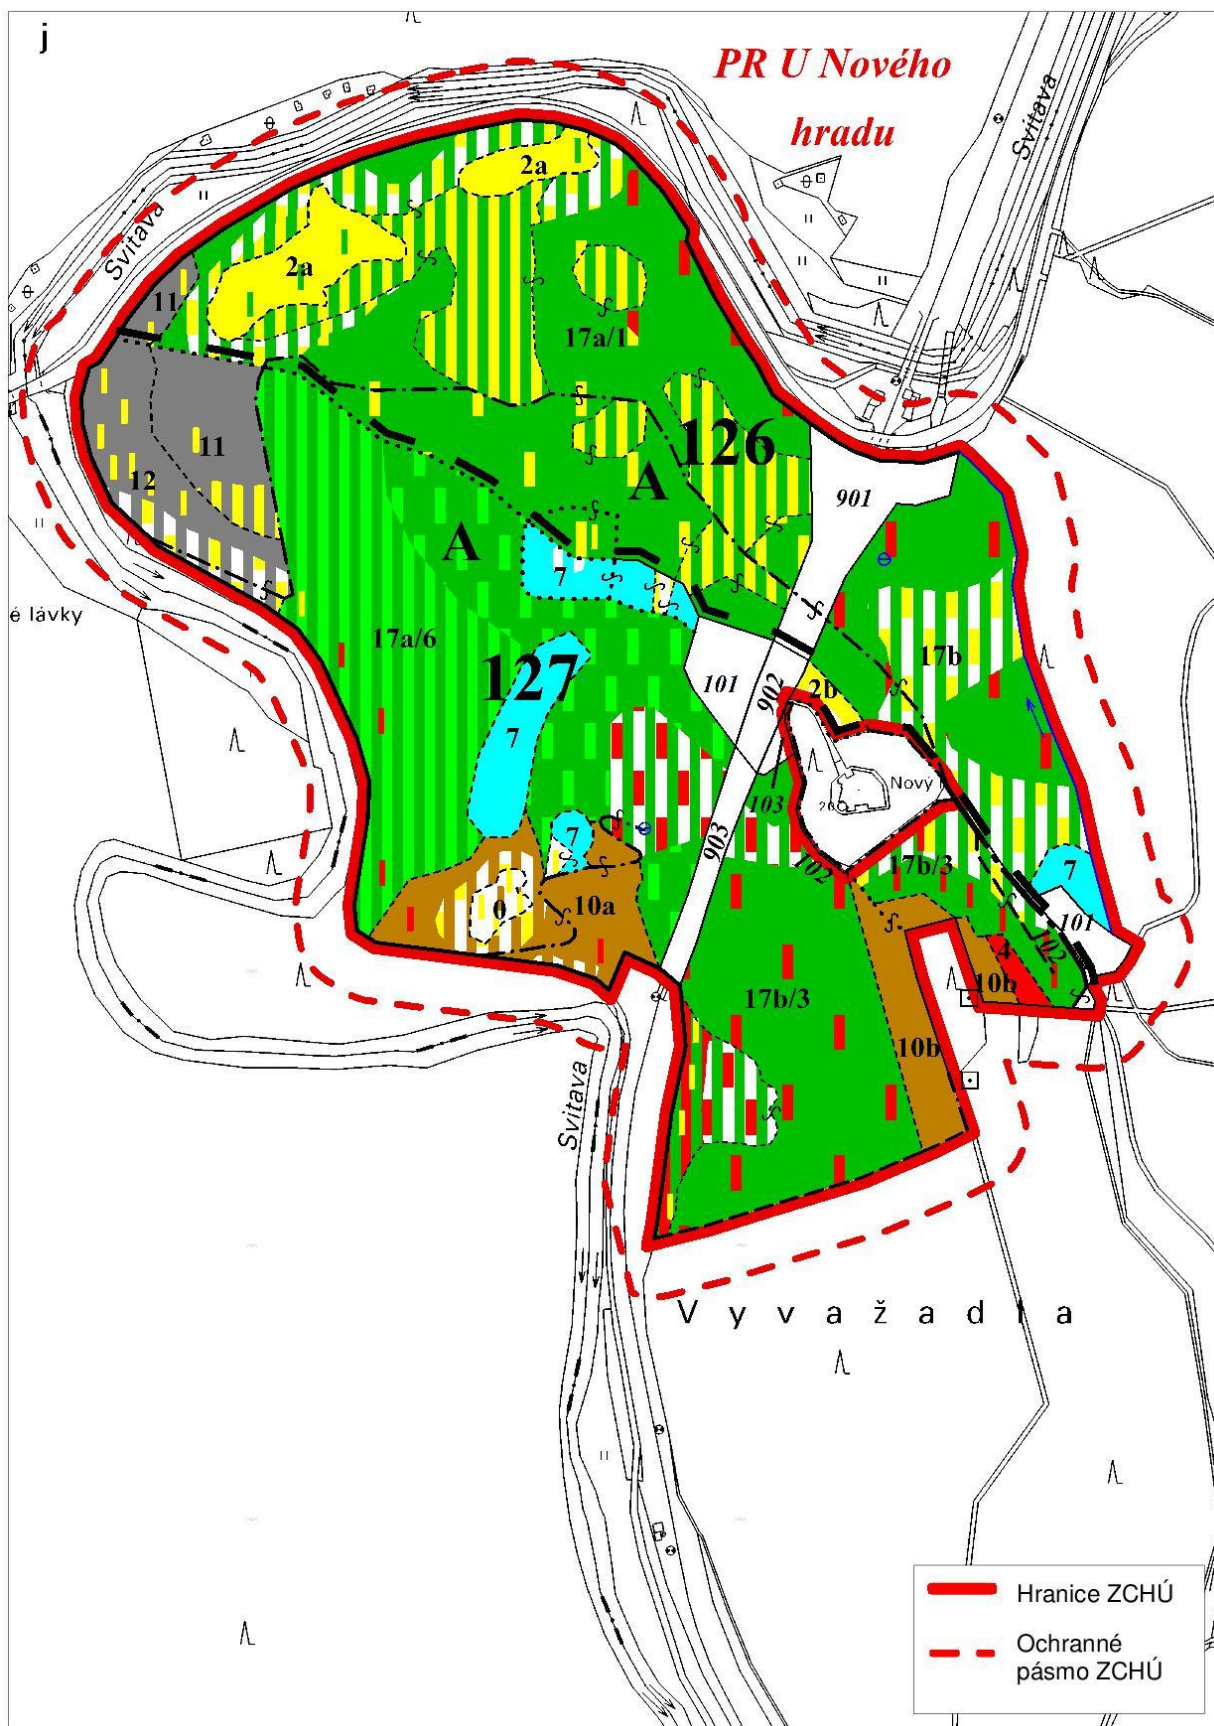 j
PR U Nového
hradu
Svitava
Svitava
2a
2a
11
17a/1
126
11
A
12
901
A
7
é lávky
17a/6
17b
127
101
902
2b
7
Nový
103
903
7
102
17b/3
7
0
10a
101
102
4
17b/3
10b
10b
Svitava
Vyvažadla
Hranice ZCHÚ
Ochranné
pásmo ZCHÚ